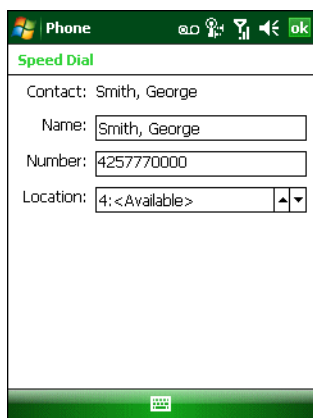 Phone ok
Speed Dial
Contact: Smith, George
Name: Smith, George
Number: 4257770000
Location: 4:<Available>